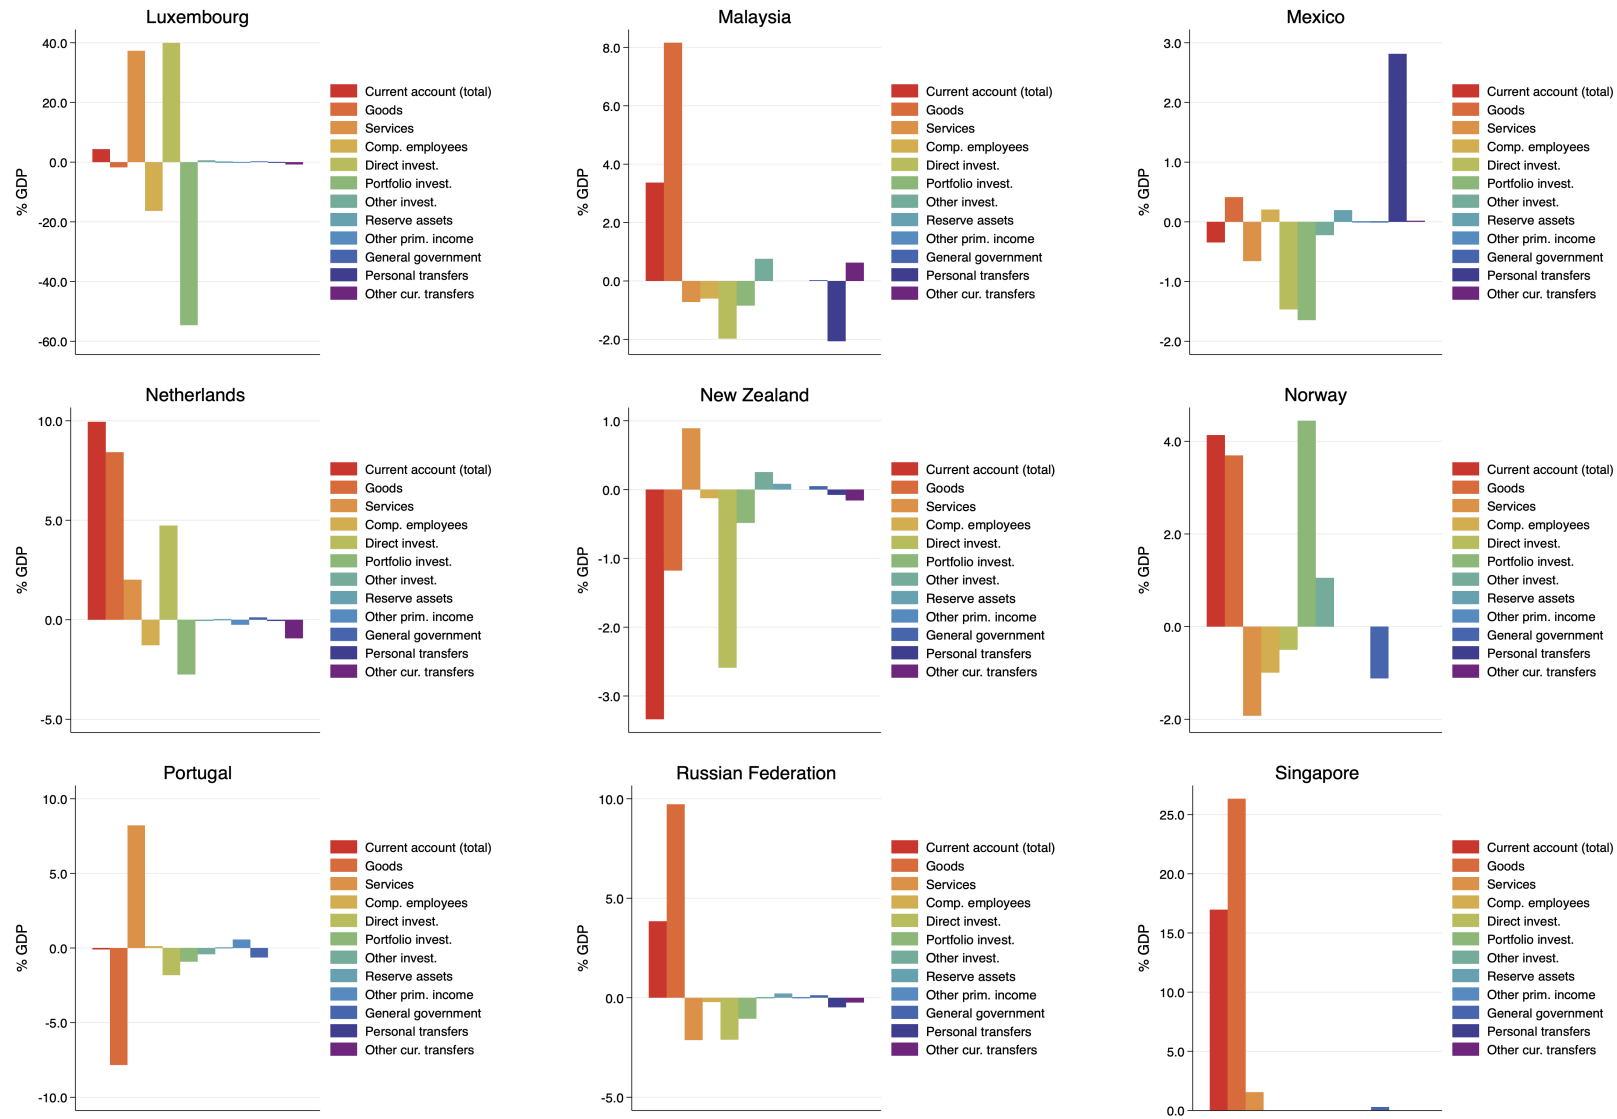 Luxembourg
40.0
20.0
0.0
-20.0
-40.0
-60.0
% GDP
Current account (total)
Goods
Services
Comp. employees
Direct invest.
Portfolio invest.
Other invest.
Reserve assets
Other prim. income
General government
Personal transfers
Other cur. transfers
Malaysia
8.0
6.0
4.0
2.0
0.0
-2.0
% GDP
Current account (total)
Goods
Services
Comp. employees
Direct invest.
Portfolio invest.
Other invest.
Reserve assets
Other prim. income
General government
Personal transfers
Other cur. transfers
Mexico
3.0
2.0
1.0
0.0
-1.0
-2.0
% GDP
Current account (total)
Goods
Services
Comp. employees
Direct invest.
Portfolio invest.
Other invest.
Reserve assets
Other prim. income
General government
Personal transfers
Other cur. transfers
Netherlands
10.0
5.0
0.0
-5.0
% GDP
Current account (total)
Goods
Services
Comp. employees
Direct invest.
Portfolio invest.
Other invest.
Reserve assets
Other prim. income
General government
Personal transfers
Other cur. transfers
New Zealand
1.0
0.0
-1.0
-2.0
-3.0
% GDP
Current account (total)
Goods
Services
Comp. employees
Direct invest.
Portfolio invest.
Other invest.
Reserve assets
Other prim. income
General government
Personal transfers
Other cur. transfers
Norway
4.0
2.0
0.0
-2.0
% GDP
Current account (total)
Goods
Services
Comp. employees
Direct invest.
Portfolio invest.
Other invest.
Reserve assets
Other prim. income
General government
Personal transfers
Other cur. transfers
Portugal
10.0
5.0
0.0
-5.0
-10.0
% GDP
Current account (total)
Goods
Services
Comp. employees
Direct invest.
Portfolio invest.
Other invest.
Reserve assets
Other prim. income
General government
Personal transfers
Other cur. transfers
Russian Federation
10.0
5.0
0.0
-5.0
% GDP
Current account (total)
Goods
Services
Comp. employees
Direct invest.
Portfolio invest.
Other invest.
Reserve assets
Other prim. income
General government
Personal transfers
Other cur. transfers
Singapore
25.0
20.0
15.0
10.0
5.0
0.0
% GDP
Current account (total)
Goods
Services
Comp. employees
Direct invest.
Portfolio invest.
Other invest.
Reserve assets
Other prim. income
General government
Personal transfers
Other cur. transfers